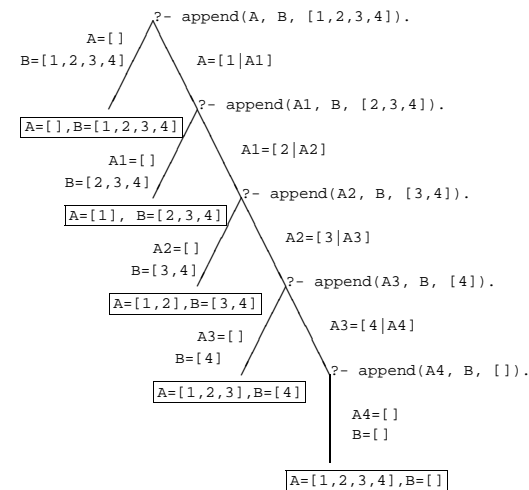 ?- append(A, B, [1,2,3,4]).
A=[]
B=[1,2,3,4]
A=[1|A1]
?- append(A1, B, [2,3,4]).
A=[],B=[1,2,3,4]
A1=[]
B=[2,3,4]
A1=[2|A2]
?- append(A2, B, [3,4]).
A=[1], B=[2,3,4]
A2=[]
B=[3,4]
A2=[3|A3]
?- append(A3, B, [4]).
A=[1,2],B=[3,4]
A3=[]
B=[4]
A3=[4|A4]
?- append(A4, B, []).
A=[1,2,3],B=[4]
A4=[]
B=[]
A=[1,2,3,4],B=[]